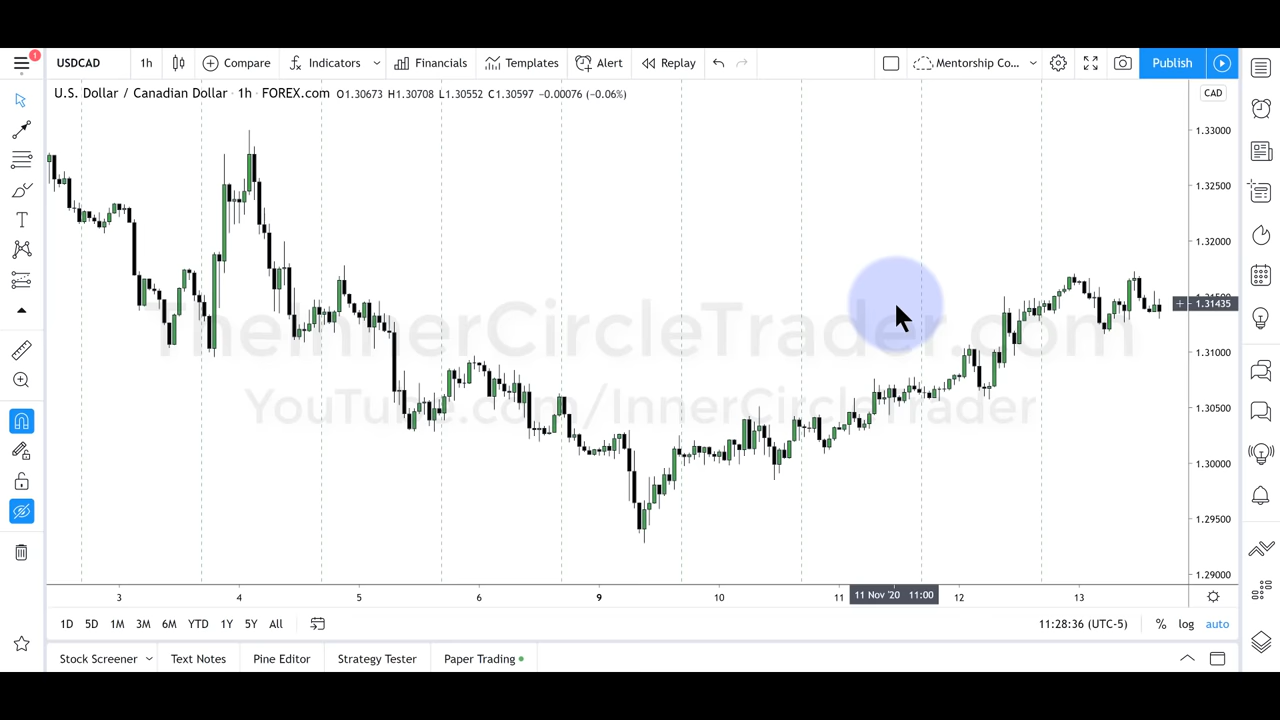 1
USDCAD 1h Compare Indicators Financials Templates Alert Replay Mentorship Co... Publish
U.S. Dollar / Canadian Dollar · 1h · FOREX.com O1.30673 H1.30708 L1.30552 C1.30597 −0.00076 (−0.06%)
CAD
1.33000
1.32500
1.32000
1.31435
1.31000
1.30500
1.30000
1.29500
1.29000
TheInnerCircleTrader.com
YouTube.com/InnerCircleTrader
3 4 5 6 9 10 11 11 Nov '20 11:00 12 13
1D 5D 1M 3M 6M YTD 1Y 5Y All 11:28:36 (UTC-5) % log auto
Stock Screener Text Notes Pine Editor Strategy Tester Paper Trading